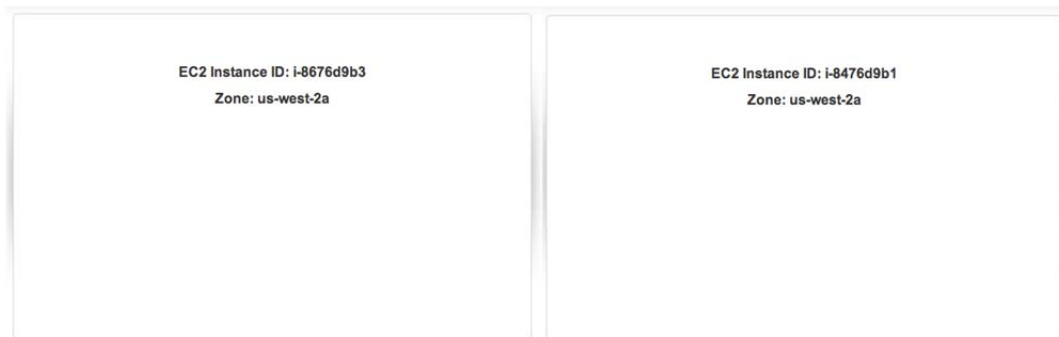 EC2 Instance ID: i-8676d9b3
Zone: us-west-2a
EC2 Instance ID: i-8476d9b1
Zone: us-west-2a